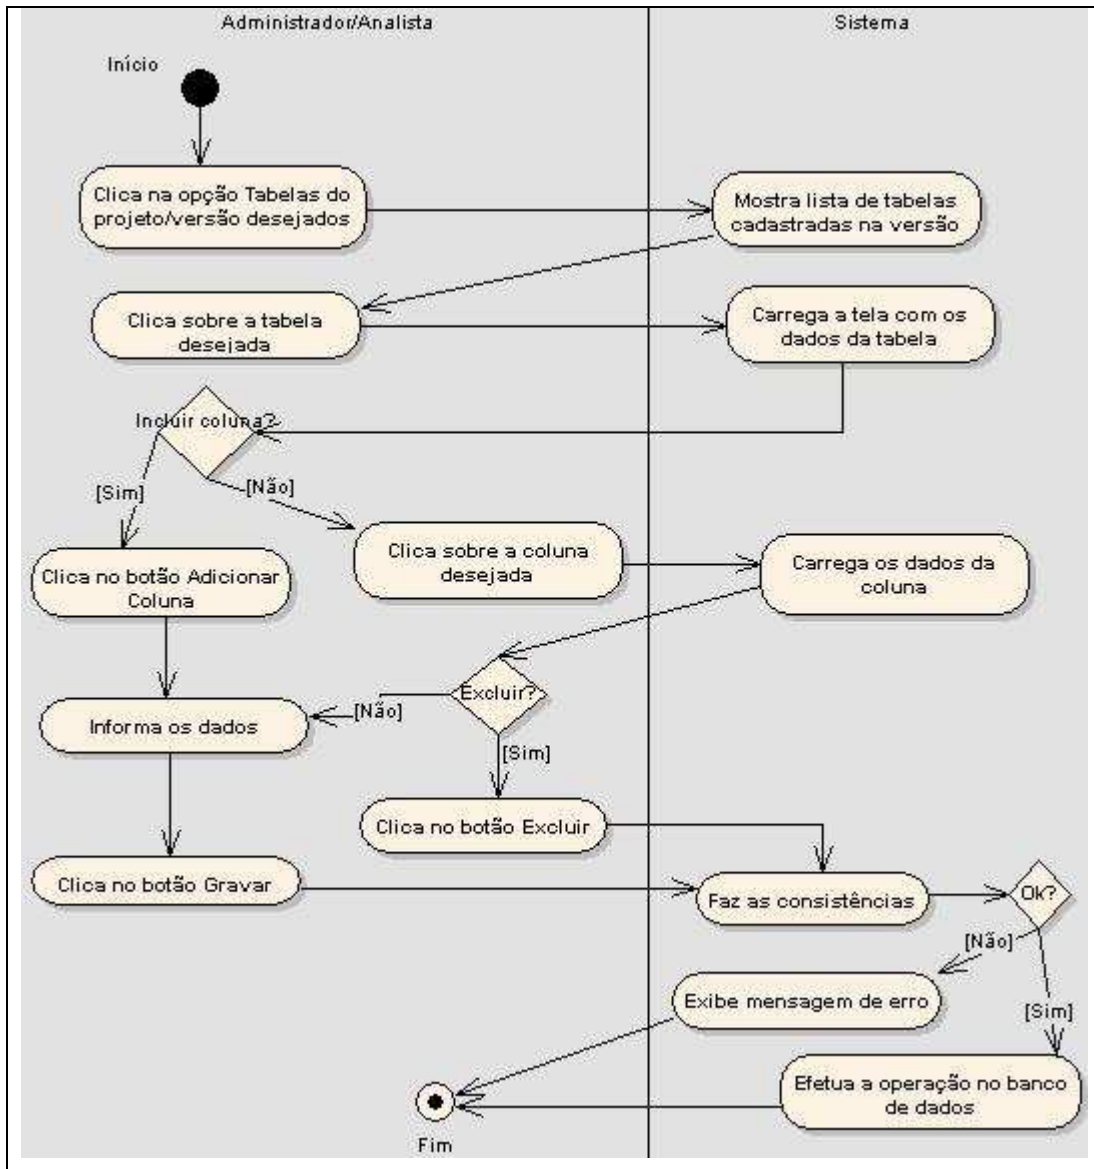 Administrador/Analista
Sistema
Início
Clica na opção Tabelas do
projeto/versão desejados
Mostra lista de tabelas
cadastradas na versão
Clica sobre a tabela
desejada
Carrega a tela com os
dados da tabela
Incluir coluna?
[Sim]
[Não]
Clica no botão Adicionar
Coluna
Clica sobre a coluna
desejada
Carrega os dados da
coluna
Excluir?
[Não]
[Sim]
Informa os dados
Clica no botão Excluir
Clica no botão Gravar
Faz as consistências
Ok?
[Não]
[Sim]
Exibe mensagem de erro
Efetua a operação no banco
de dados
Fim